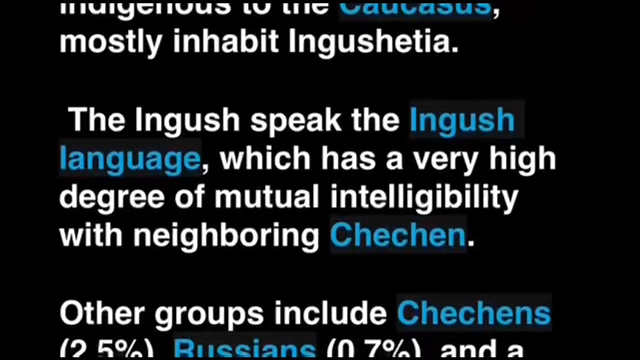 indigenous to the Caucasus,
mostly inhabit Ingushetia.
The Ingush speak the Ingush
language, which has a very high
degree of mutual intelligibility
with neighboring Chechen.
Other groups include Chechens
(2.5%), Russians (0.7%), and a